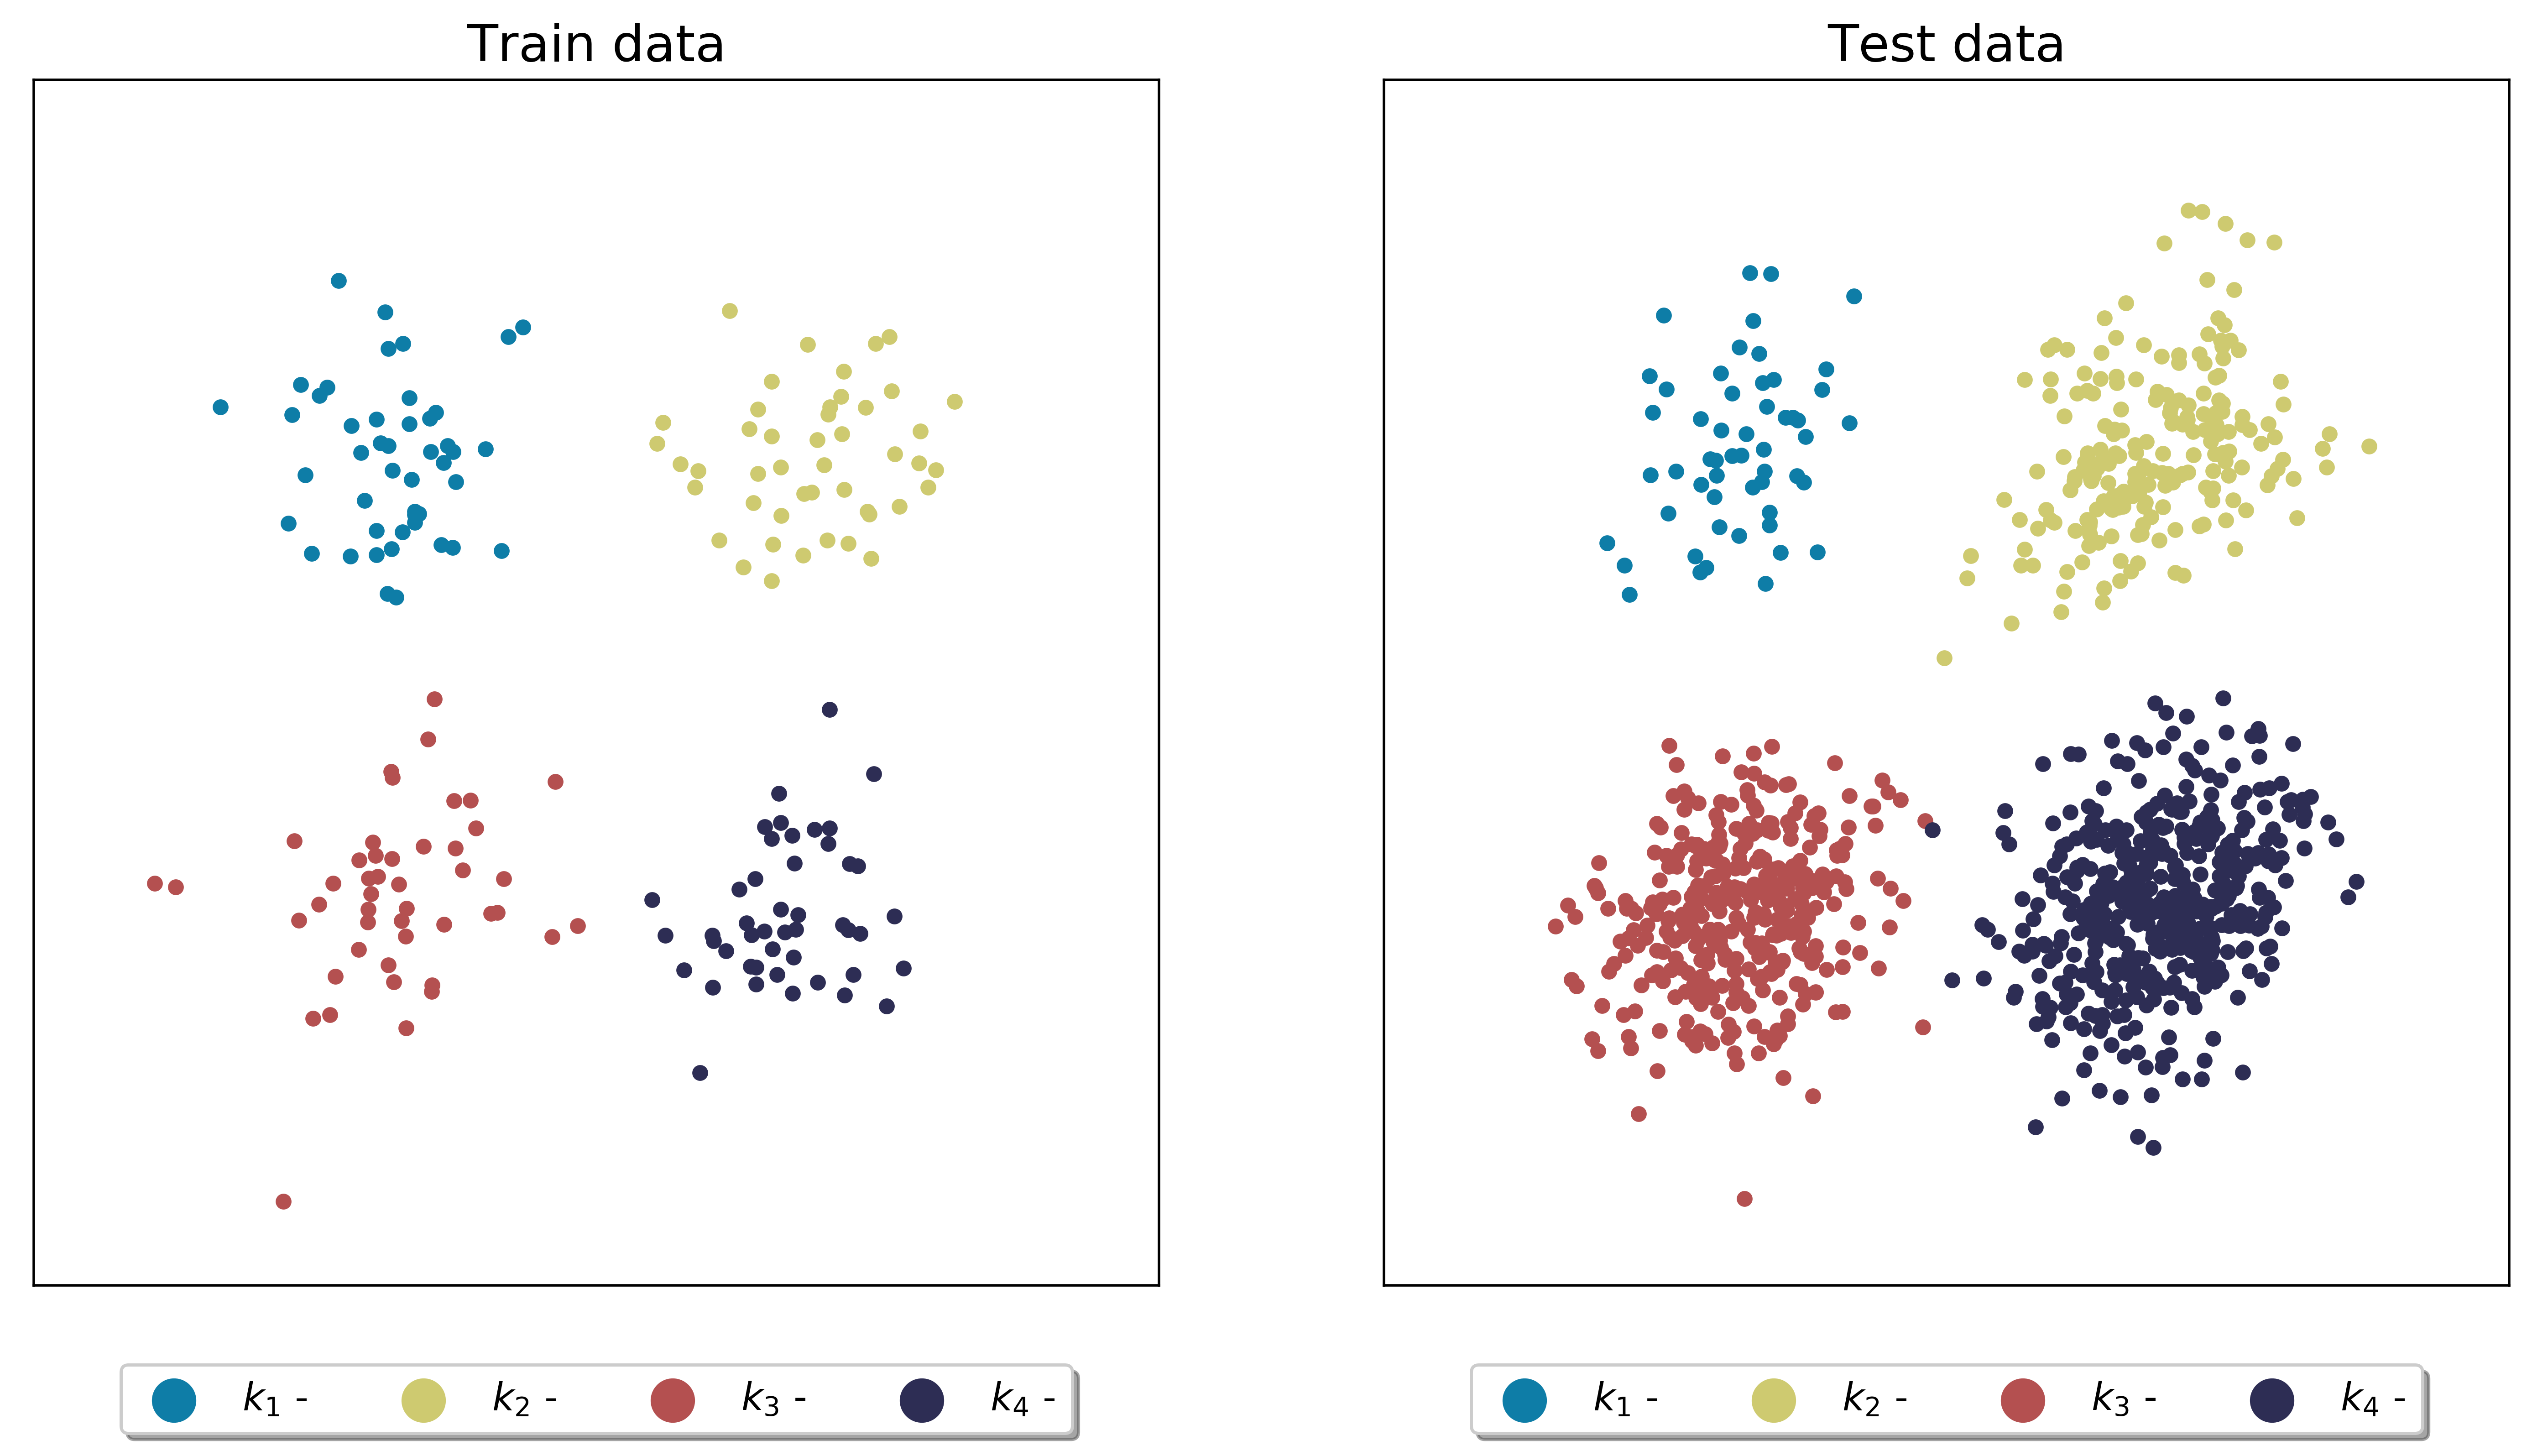 Train data
Test data
k₁ - k₂ - k₃ - k₄ -
k₁ - k₂ - k₃ - k₄ -